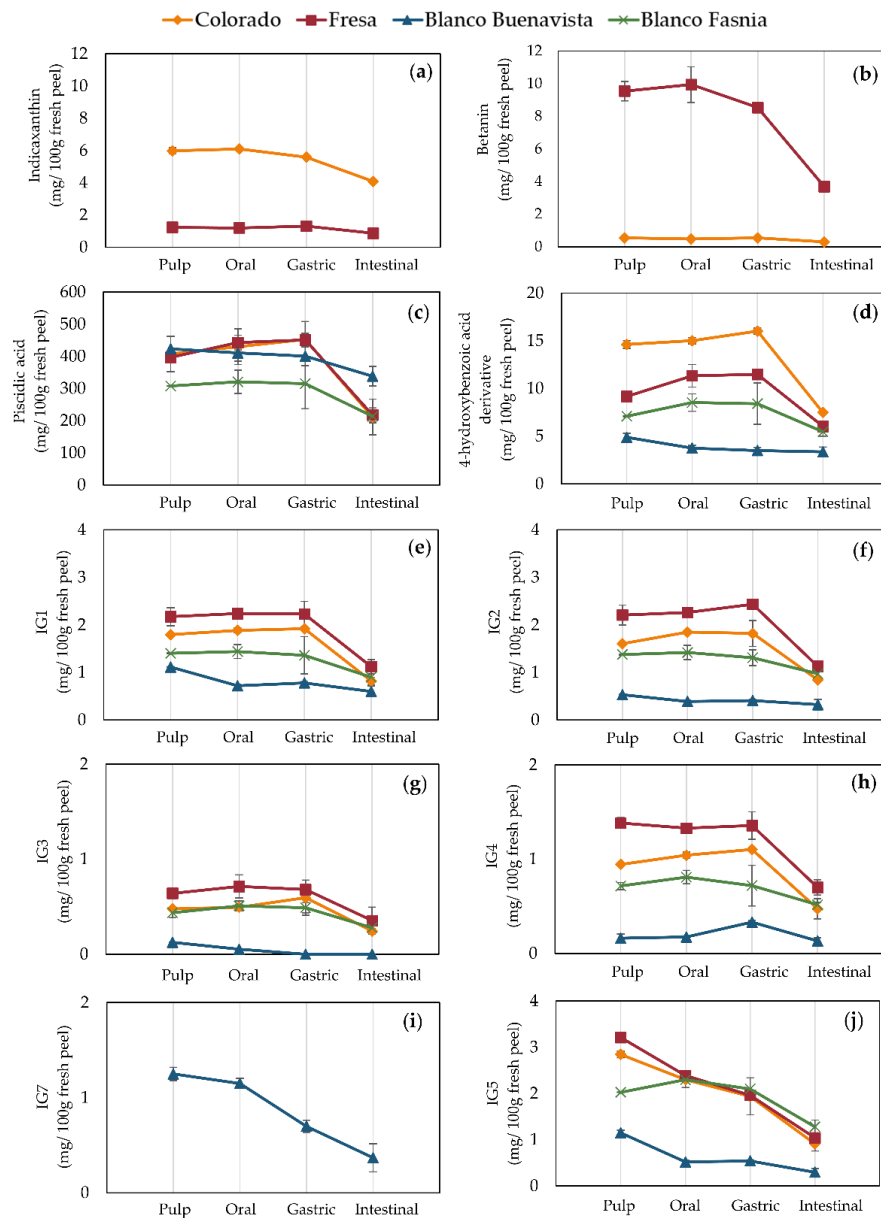 Colorado Fresa Blanco Buenavista Blanco Fasnia
(a)
Indicaxanthin
(mg/ 100g fresh peel)
12
10
8
6
4
2
0
Pulp Oral Gastric Intestinal
(b)
Betanin
(mg/ 100g fresh peel)
12
10
8
6
4
2
0
Pulp Oral Gastric Intestinal
(c)
Piscidic acid
(mg/ 100g fresh peel)
600
500
400
300
200
100
0
Pulp Oral Gastric Intestinal
(d)
4-hydroxybenzoic acid
derivative
(mg/ 100g fresh peel)
20
15
10
5
0
Pulp Oral Gastric Intestinal
(e)
IG1
(mg/ 100g fresh peel)
4
3
2
1
0
Pulp Oral Gastric Intestinal
(f)
IG2
(mg/ 100g fresh peel)
4
3
2
1
0
Pulp Oral Gastric Intestinal
(g)
IG3
(mg/ 100g fresh peel)
2
1
0
Pulp Oral Gastric Intestinal
(h)
IG4
(mg/ 100g fresh peel)
2
1
0
Pulp Oral Gastric Intestinal
(i)
IG7
(mg/ 100g fresh peel)
2
1
0
Pulp Oral Gastric Intestinal
(j)
IG5
(mg/ 100g fresh peel)
4
3
2
1
0
Pulp Oral Gastric Intestinal